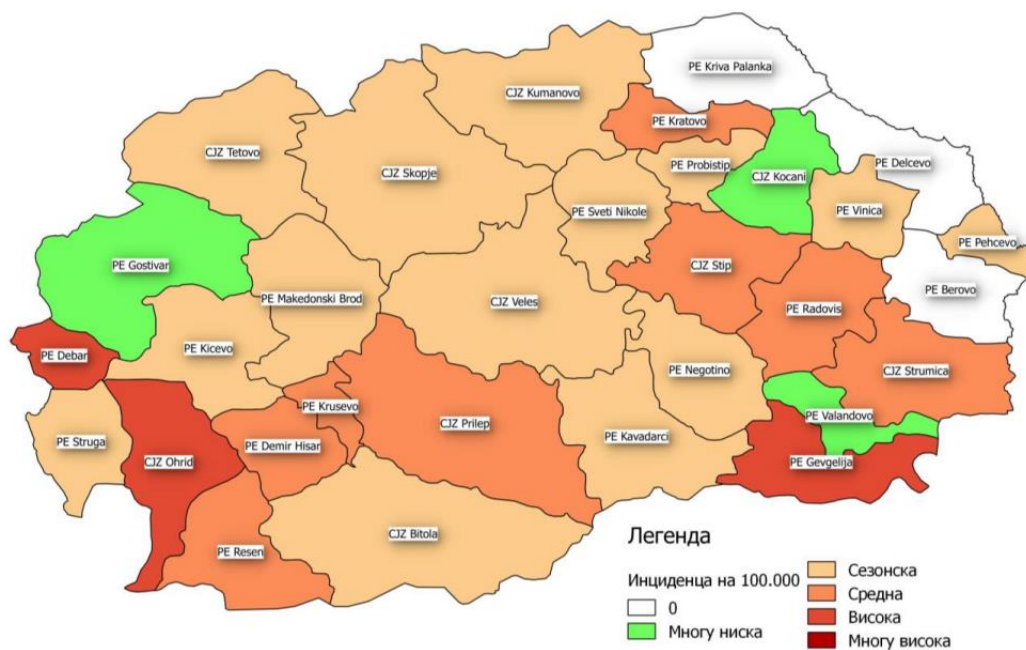 PE Kriva Palanka
CJZ Kumanovo
PE Kratovo
CJZ Tetovo
PE Probistip
PE Delcevo
CJZ Skopje
CJZ Kocani
PE Sveti Nikole
PE Vinica
PE Pehcevo
PE Gostivar
CJZ Stip
PE Berovo
PE Makedonski Brod
CJZ Veles
PE Radovis
PE Kicevo
PE Debar
CJZ Strumica
PE Negotino
PE Krusevo
PE Valandovo
CJZ Prilep
PE Struga
PE Demir Hisar
PE Kavadarci
CJZ Ohrid
PE Gevgelija
CJZ Bitola
PE Resen
Легенда
Инциденца на 100.000
0
Многу ниска
Сезонска
Средна
Висока
Многу висока